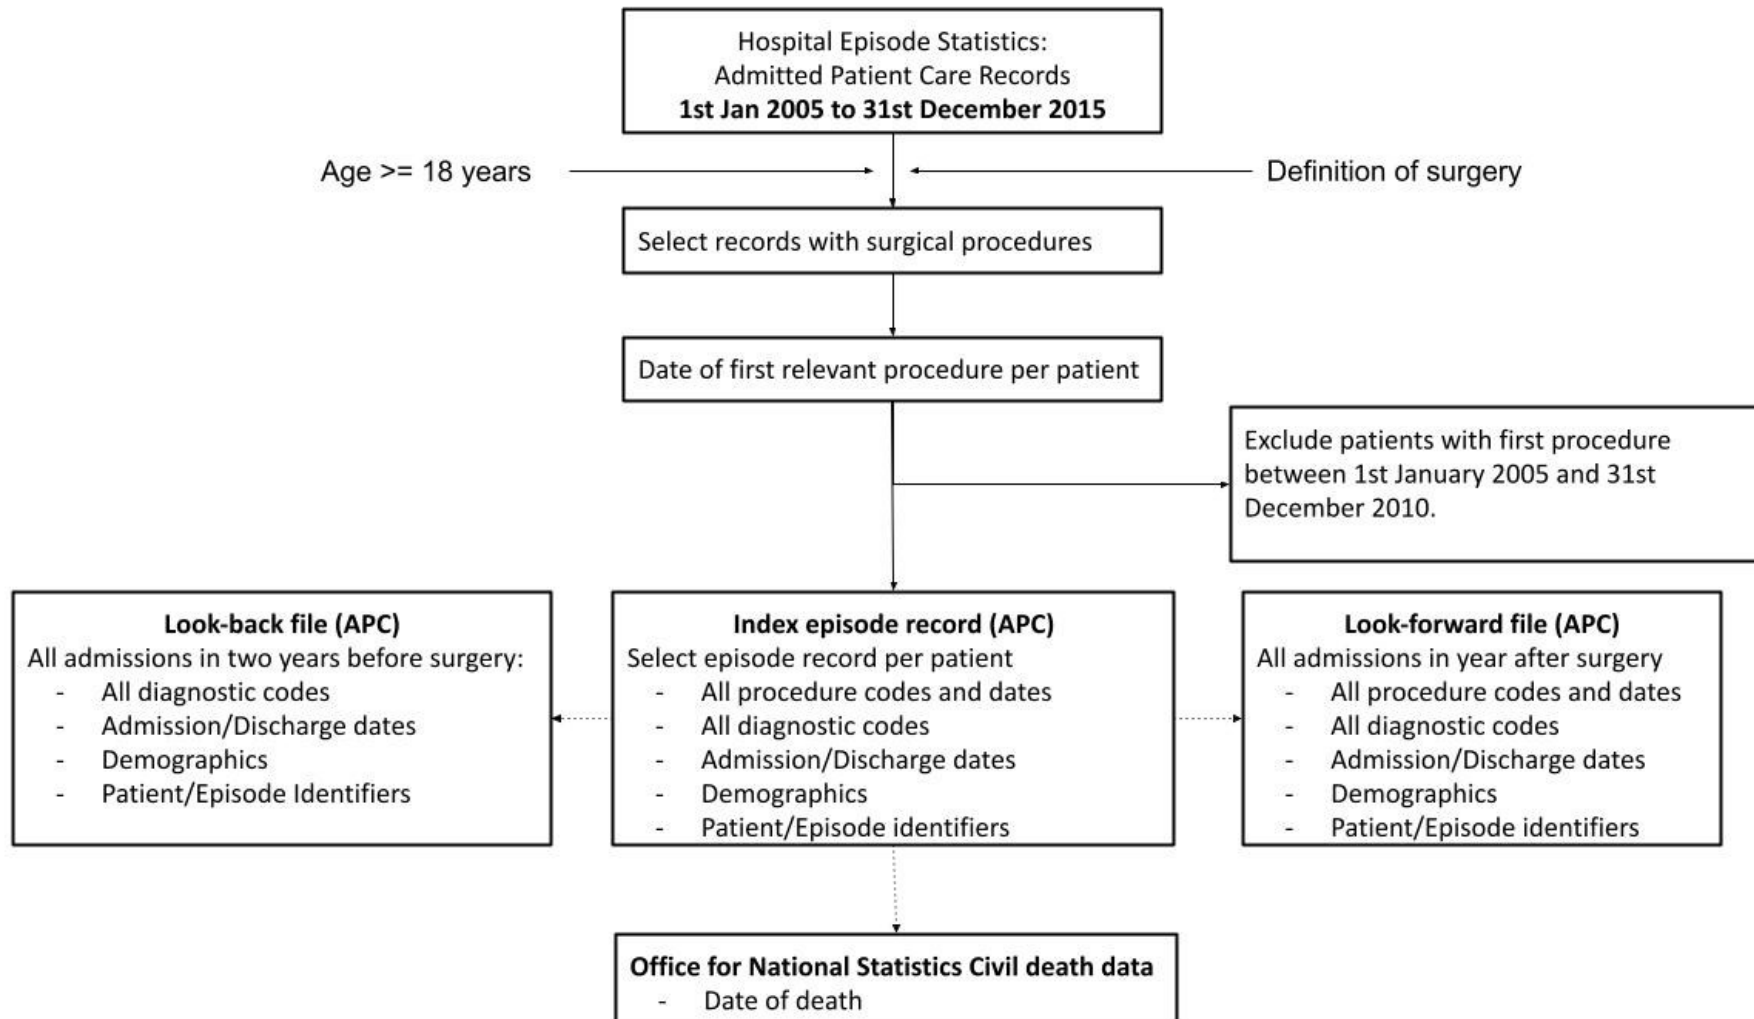 Hospital Episode Statistics:
Admitted Patient Care Records
1st Jan 2005 to 31st December 2015
Age >= 18 years
Definition of surgery
Select records with surgical procedures
Date of first relevant procedure per patient
Exclude patients with first procedure
between 1st January 2005 and 31st
December 2010.
Look-back file (APC)
All admissions in two years before surgery:
- All diagnostic codes
- Admission/Discharge dates
- Demographics
- Patient/Episode Identifiers
Index episode record (APC)
Select episode record per patient
- All procedure codes and dates
- All diagnostic codes
- Admission/Discharge dates
- Demographics
- Patient/Episode identifiers
Look-forward file (APC)
All admissions in year after surgery
- All procedure codes and dates
- All diagnostic codes
- Admission/Discharge dates
- Demographics
- Patient/Episode identifiers
Office for National Statistics Civil death data
- Date of death